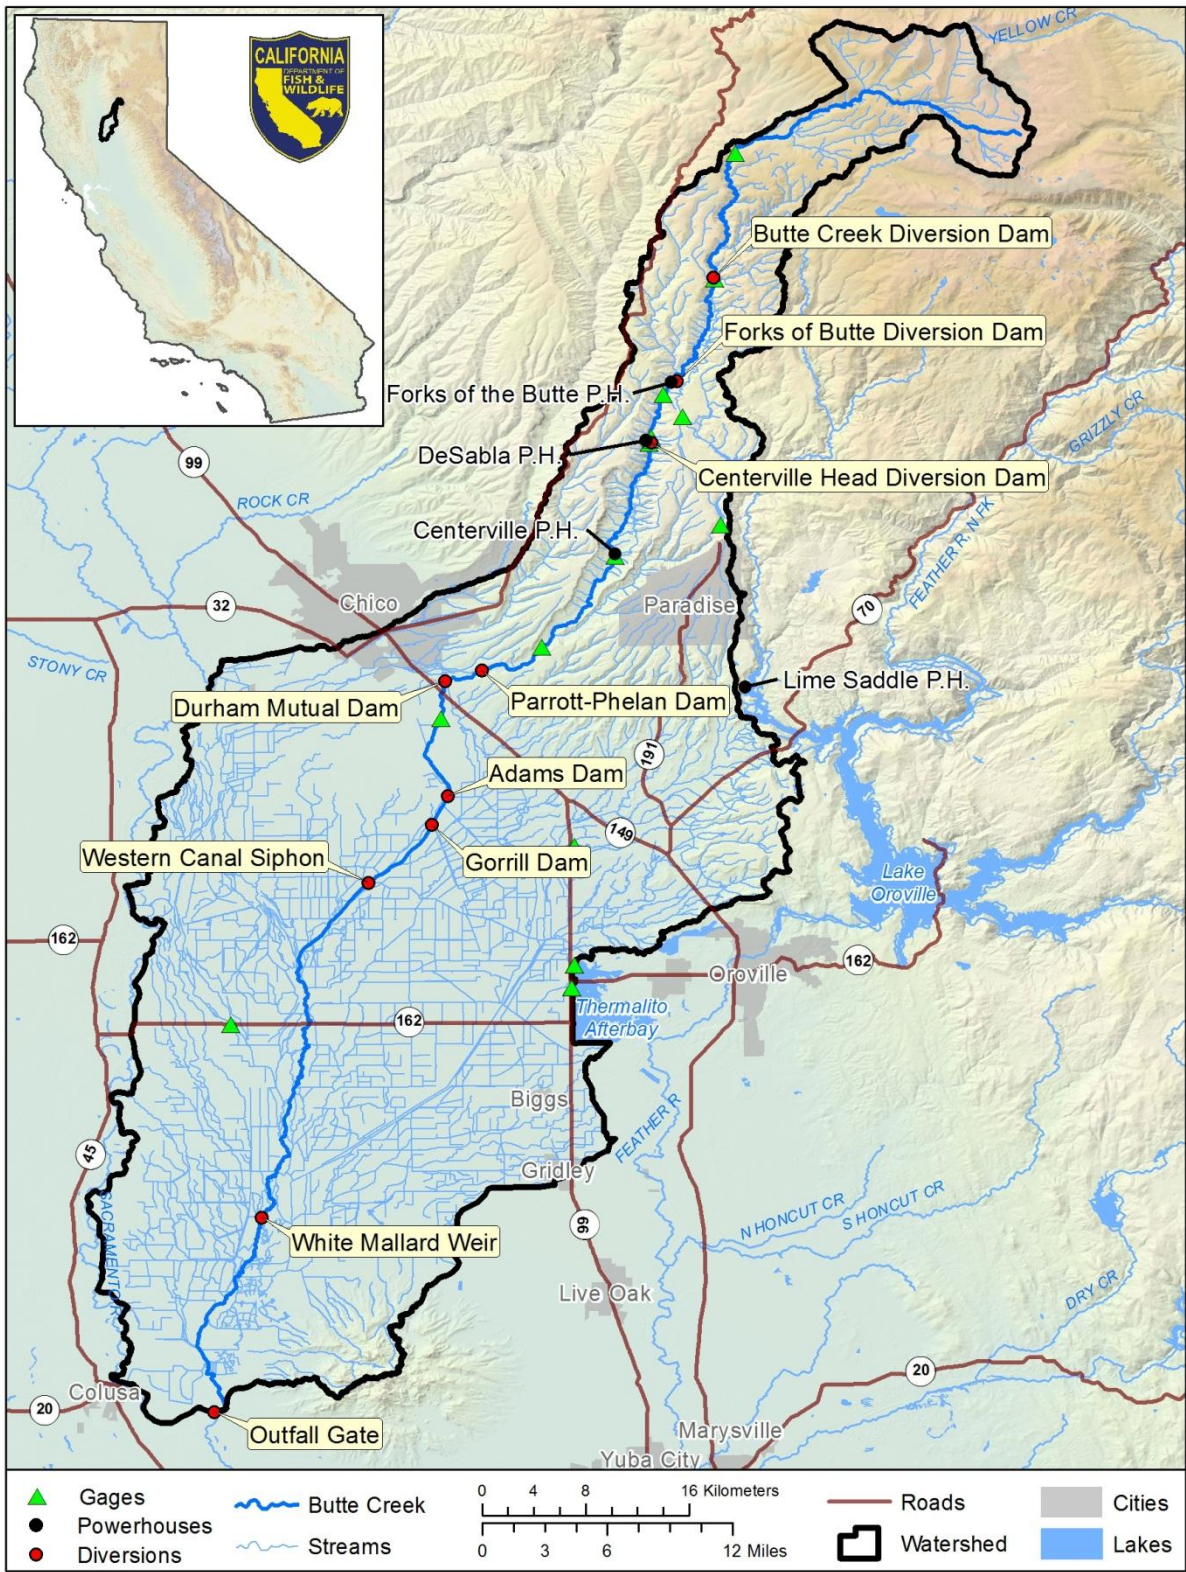 CALIFORNIA
DEPARTMENT OF
FISH &
WILDLIFE
YELLOW CR
Butte Creek Diversion Dam
Forks of Butte Diversion Dam
Forks of the Butte P.H.
GRIZZLY CR
DeSabla P.H.
99
Centerville Head Diversion Dam
ROCK CR
Centerville P.H.
FEATHER R, N FK
32
Chico
Paradise
70
STONY CR
Lime Saddle P.H.
Durham Mutual Dam
Parrott-Phelan Dam
191
Adams Dam
149
Western Canal Siphon
Gorrill Dam
Lake
Oroville
162
162
Oroville
Thermalito
Afterbay
162
Biggs
FEATHER R
45
Gridley
SACRAMENTO R
N HONCUT CR
S HONCUT CR
99
White Mallard Weir
Live Oak
DRY CR
20
Colusa
20
Outfall Gate
Marysville
Yuba City
Gages
Powerhouses
Diversions
Butte Creek
Streams
0 4 8 16 Kilometers
0 3 6 12 Miles
Roads
Watershed
Cities
Lakes